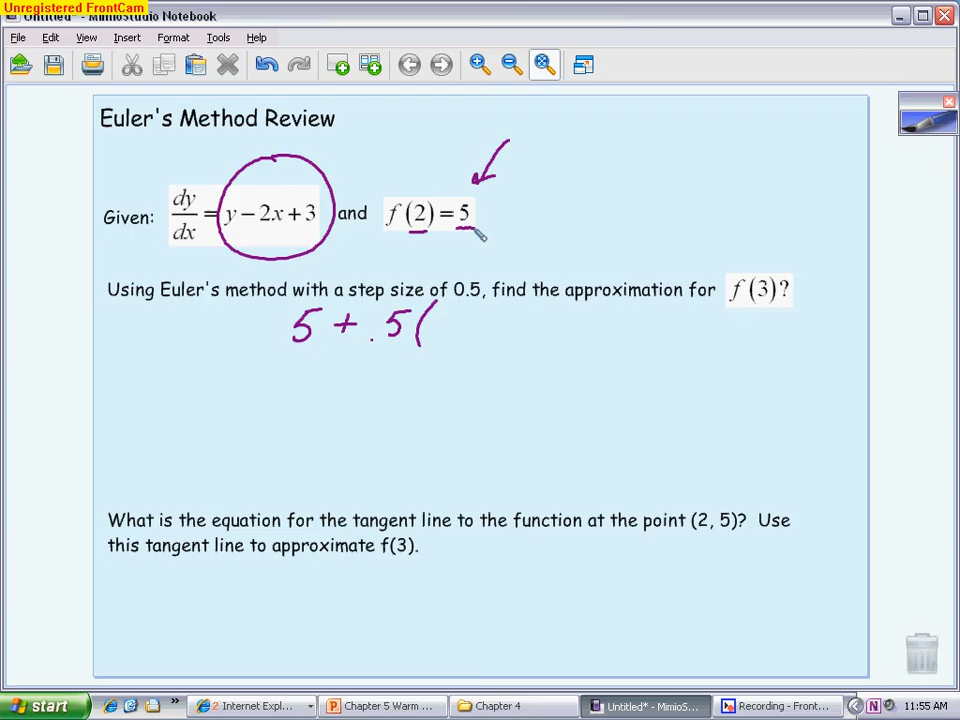 Unregistered FrontCam
Untitled* - MimioStudio Notebook
File Edit View Insert Format Tools Help
Euler's Method Review
Given: dy/dx = y − 2x + 3 and f(2) = 5
Using Euler's method with a step size of 0.5, find the approximation for f(3)?
5 + .5(
What is the equation for the tangent line to the function at the point (2, 5)? Use
this tangent line to approximate f(3).
start » 2 Internet Expl... Chapter 5 Warm ... Chapter 4 Untitled* - MimioS... Recording - Front... 11:55 AM